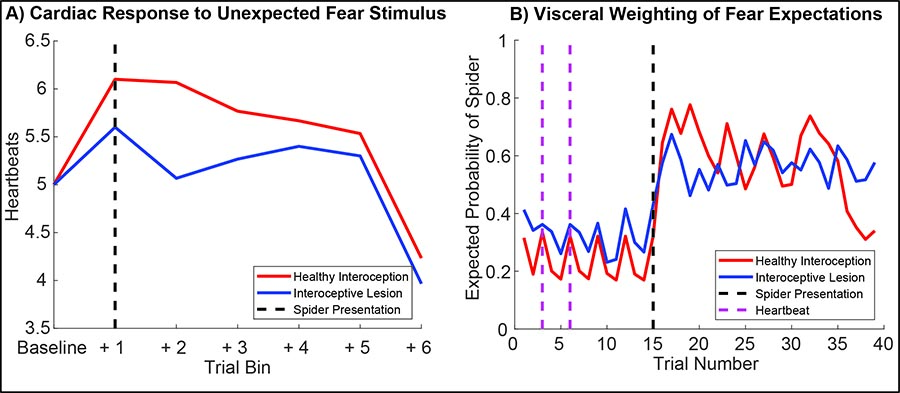 A) Cardiac Response to Unexpected Fear Stimulus
6.5
6
5.5
5
4.5
4
3.5
Heartbeats
Healthy Interoception
Interoceptive Lesion
Spider Presentation
Baseline + 1 + 2 + 3 + 4 + 5 + 6
Trial Bin
B) Visceral Weighting of Fear Expectations
1
0.8
0.6
0.4
0.2
0
Expected Probability of Spider
Healthy Interoception
Interoceptive Lesion
Spider Presentation
Heartbeat
0 5 10 15 20 25 30 35 40
Trial Number